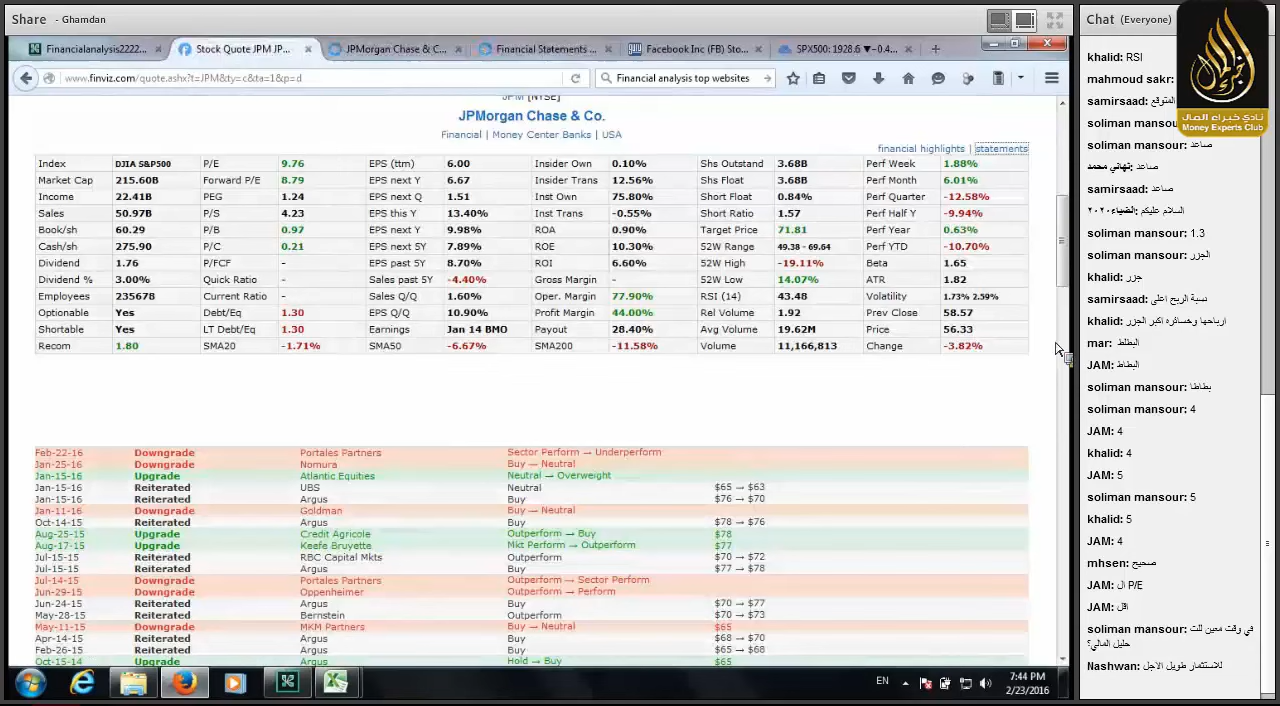 Share - Ghamdan
Financialanalysis2222...
Stock Quote JPM JP...
JPMorgan Chase & C...
Financial Statements ...
Facebook Inc (FB) Sto...
SPX500: 1928.6 ▼−0.4...
www.finviz.com/quote.ashx?t=JPM&ty=c&ta=1&p=d
Financial analysis top websites
JPM [NYSE]
JPMorgan Chase & Co.
Financial | Money Center Banks | USA
financial highlights | statements
Index DJIA S&P500 P/E 9.76 EPS (ttm) 6.00 Insider Own 0.10% Shs Outstand 3.68B Perf Week 1.88%
Market Cap 215.60B Forward P/E 8.79 EPS next Y 6.67 Insider Trans 12.56% Shs Float 3.68B Perf Month 6.01%
Income 22.41B PEG 1.24 EPS next Q 1.51 Inst Own 75.80% Short Float 0.84% Perf Quarter -12.58%
Sales 50.97B P/S 4.23 EPS this Y 13.40% Inst Trans -0.55% Short Ratio 1.57 Perf Half Y -9.94%
Book/sh 60.29 P/B 0.97 EPS next Y 9.98% ROA 0.90% Target Price 71.81 Perf Year 0.63%
Cash/sh 275.90 P/C 0.21 EPS next 5Y 7.89% ROE 10.30% 52W Range 49.38 - 69.64 Perf YTD -10.70%
Dividend 1.76 P/FCF - EPS past 5Y 8.70% ROI 6.60% 52W High -19.11% Beta 1.65
Dividend % 3.00% Quick Ratio - Sales past 5Y -4.40% Gross Margin - 52W Low 14.07% ATR 1.82
Employees 235678 Current Ratio - Sales Q/Q 1.60% Oper. Margin 77.90% RSI (14) 43.48 Volatility 1.73% 2.59%
Optionable Yes Debt/Eq 1.30 EPS Q/Q 10.90% Profit Margin 44.00% Rel Volume 1.92 Prev Close 58.57
Shortable Yes LT Debt/Eq 1.30 Earnings Jan 14 BMO Payout 28.40% Avg Volume 19.62M Price 56.33
Recom 1.80 SMA20 -1.71% SMA50 -6.67% SMA200 -11.58% Volume 11,166,813 Change -3.82%
Feb-22-16 Downgrade Portales Partners Sector Perform → Underperform
Jan-25-16 Downgrade Nomura Buy → Neutral
Jan-15-16 Upgrade Atlantic Equities Neutral → Overweight
Jan-15-16 Reiterated UBS Neutral $65 → $63
Jan-15-16 Reiterated Argus Buy $76 → $70
Jan-11-16 Downgrade Goldman Buy → Neutral
Oct-14-15 Reiterated Argus Buy $78 → $76
Aug-25-15 Upgrade Credit Agricole Outperform → Buy $78
Aug-17-15 Upgrade Keefe Bruyette Mkt Perform → Outperform $77
Jul-15-15 Reiterated RBC Capital Mkts Outperform $70 → $72
Jul-15-15 Reiterated Argus Buy $77 → $78
Jul-14-15 Downgrade Portales Partners Outperform → Sector Perform
Jun-29-15 Downgrade Oppenheimer Outperform → Perform
Jun-24-15 Reiterated Argus Buy $70 → $77
May-28-15 Reiterated Bernstein Outperform $70 → $73
May-11-15 Downgrade MKM Partners Buy → Neutral $65
Apr-14-15 Reiterated Argus Buy $68 → $70
Feb-26-15 Reiterated Argus Buy $65 → $68
Oct-15-14 Upgrade Argus Hold → Buy $65
EN
7:44 PM
2/23/2016
Chat (Everyone)
نادي خبراء المال
Money Experts Club
khalid: RSI
mahmoud sakr:
samirsaad: المتوقع
soliman mansou
soliman mansour: صاعد
تهاني محمد: صاعد
samirsaad: صاعد
الضياء٢٠٢٠: السلام عليكم
soliman mansour: 1.3
soliman mansour: الجزر
khalid: جزر
samirsaad: نسبة الربح اعلى
khalid: ارباحها وخسائره اكبر الجزر
mar: البطلط
JAM: البطاط
soliman mansour: بطاطا
soliman mansour: 4
JAM: 4
khalid: 4
JAM: 5
soliman mansour: 5
khalid: 5
JAM: 4
mhsen: صحيح
JAM: ال P/E
JAM: اقل
soliman mansour: في وقت معين للت
حليل المالي؟
Nashwan: للاستثمار طويل الاجل